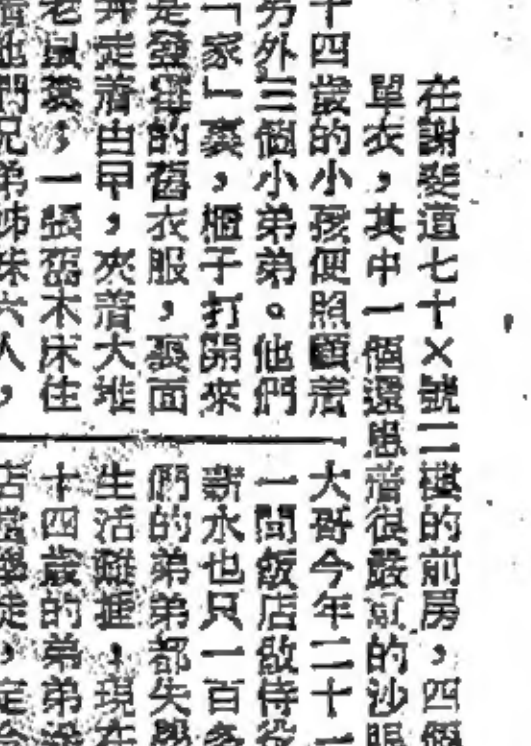 在謝斐道七十×號二樓的前房,四個
單衣,其中一個還患着很嚴重的沙眼
十四歲的小孩便照顧着
另外三個小弟弟。他們
「家」裏,櫃子打開來
是發霉的舊衣服,裏面
走着由甲,夾着大堆
老鼠糞,一張舊木床住
她們兄弟姊妹六人,
大哥今年二十一
一間飯店做侍役
薪水也只一百多
們的弟弟都失學
生活難捱,現在
十四歲的弟弟
店當學徒,定